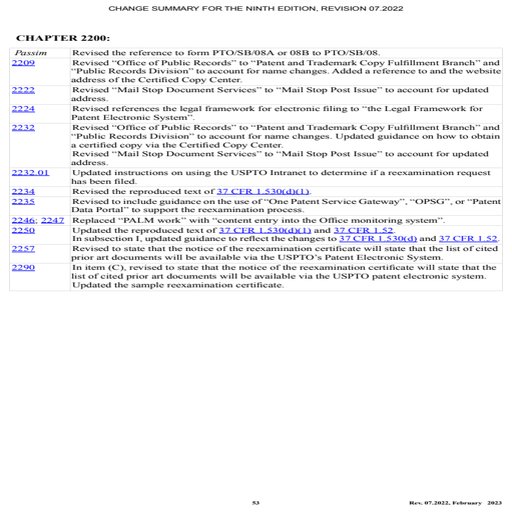 CHANGE SUMMARY FOR THE NINTH EDITION, REVISION 07.2022
CHAPTER 2200:
Passim Revised the reference to form PTO/SB/08A or 08B to PTO/SB/08.
2209 Revised “Office of Public Records” to “Patent and Trademark Copy Fulfillment Branch” and
“Public Records Division” to account for name changes. Added a reference to and the website
address of the Certified Copy Center.
2222 Revised “Mail Stop Document Services” to “Mail Stop Post Issue” to account for updated
address.
2224 Revised references the legal framework for electronic filing to “the Legal Framework for
Patent Electronic System”.
2232 Revised “Office of Public Records” to “Patent and Trademark Copy Fulfillment Branch” and
“Public Records Division” to account for name changes. Updated guidance on how to obtain
a certified copy via the Certified Copy Center.
Revised “Mail Stop Document Services” to “Mail Stop Post Issue” to account for updated
address.
2232.01 Updated instructions on using the USPTO Intranet to determine if a reexamination request
has been filed.
2234 Revised the reproduced text of 37 CFR 1.530(d)(1).
2235 Revised to include guidance on the use of “One Patent Service Gateway”, “OPSG”, or “Patent
Data Portal” to support the reexamination process.
2246; 2247 Replaced “PALM work” with “content entry into the Office monitoring system”.
2250 Updated the reproduced text of 37 CFR 1.530(d)(1) and 37 CFR 1.52.
In subsection I, updated guidance to reflect the changes to 37 CFR 1.530(d) and 37 CFR 1.52.
2257 Revised to state that the notice of reexamination certificate will state that the list of cited
prior art documents will be available via the USPTO’s Patent Electronic System.
2290 In item (C), revised to state that the notice of the reexamination certificate will state that the
list of cited prior art documents will be available via the USPTO patent electronic system.
Updated the sample reexamination certificate.
53 Rev. 07.2022, February 2023